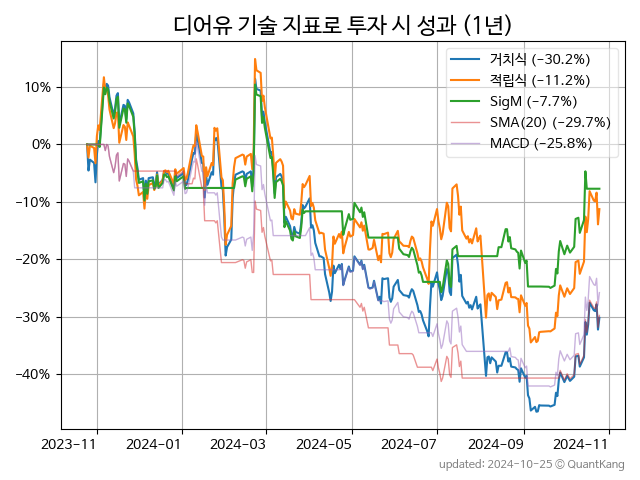 디어유 기술 지표로 투자 시 성과 (1년)
거치식 (−30.2%)
적립식 (−11.2%)
SigM (−7.7%)
SMA(20) (−29.7%)
MACD (−25.8%)
10%
0%
−10%
−20%
−30%
−40%
2023−11 2024−01 2024−03 2024−05 2024−07 2024−09 2024−11
updated: 2024-10-25 © QuantKang